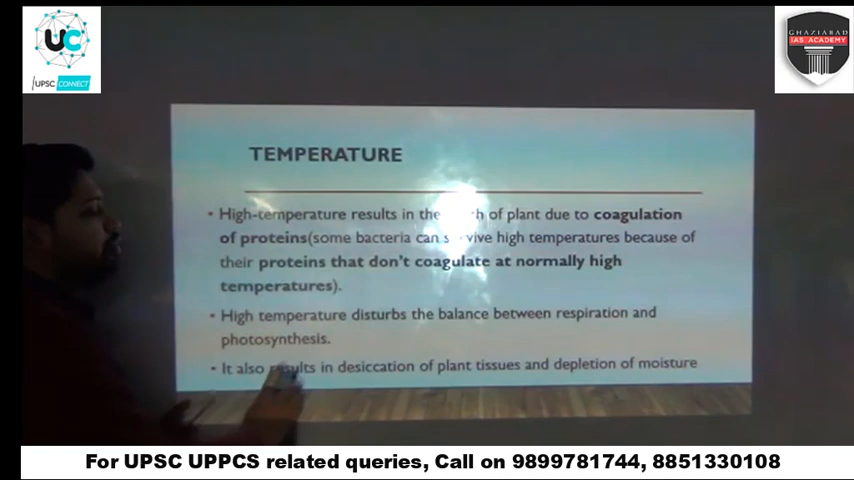 UC
UPSC CONNECT
GHAZIABAD
IAS ACADEMY
TEMPERATURE
• High-temperature results in the of plant due to coagulation
of proteins(some bacteria can survive high temperatures because of
their proteins that don't coagulate at normally high
temperatures).
• High temperature disturbs the balance between respiration and
photosynthesis.
• It also results in desiccation of plant tissues and depletion of moisture
For UPSC UPPCS related queries, Call on 9899781744, 8851330108